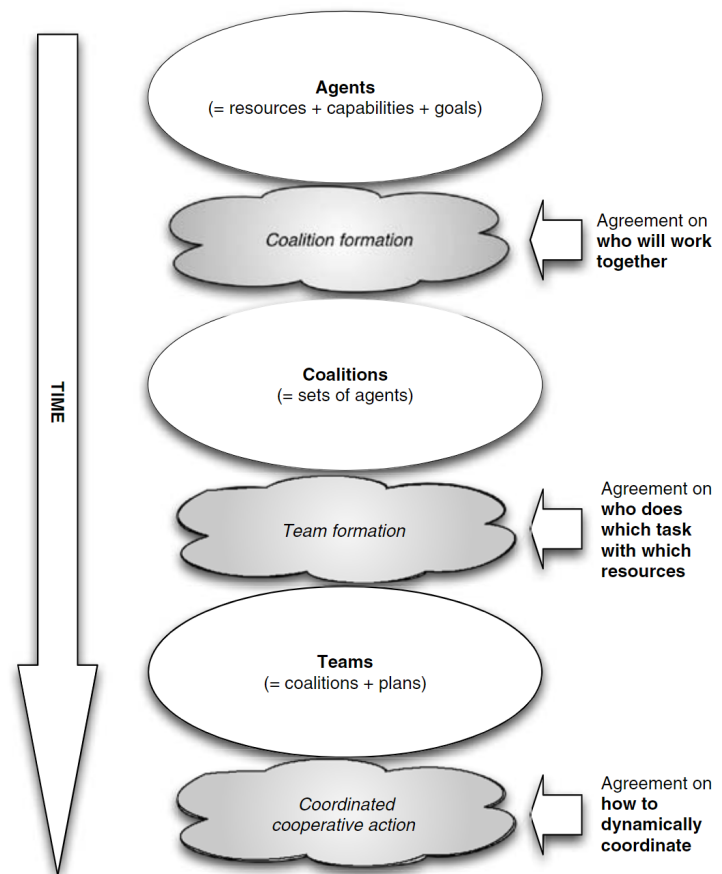 Agents
(= resources + capabilities + goals)
Coalition formation
Agreement on
who will work
together
Coalitions
(= sets of agents)
TIME
Team formation
Agreement on
who does
which task
with which
resources
Teams
(= coalitions + plans)
Coordinated
cooperative action
Agreement on
how to
dynamically
coordinate